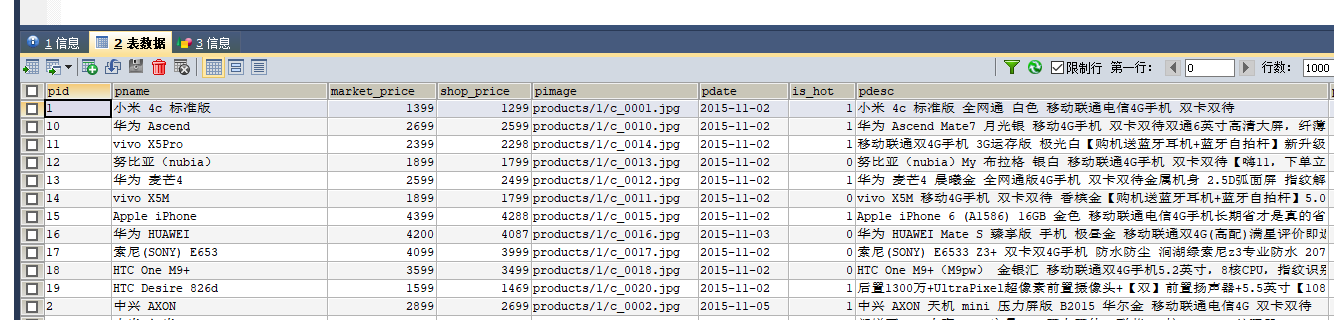 1 信息 2 表数据 3 信息
限制行 第一行: 0 行数: 1000
pid pname market_price shop_price pimage pdate is_hot pdesc
1 小米 4c 标准版 1399 1299 products/1/c_0001.jpg 2015-11-02 1 小米 4c 标准版 全网通 白色 移动联通电信4G手机 双卡双待
10 华为 Ascend 2699 2599 products/1/c_0010.jpg 2015-11-02 1 华为 Ascend Mate7 月光银 移动4G手机 双卡双待双通6英寸高清大屏，纤薄
11 vivo X5Pro 2399 2298 products/1/c_0014.jpg 2015-11-02 1 移动联通双4G手机 3G运存版 极光白【购机送蓝牙耳机+蓝牙自拍杆】新升级
12 努比亚（nubia） 1899 1799 products/1/c_0013.jpg 2015-11-02 0 努比亚（nubia）My 布拉格 银白 移动联通4G手机 双卡双待【嗨11，下单立
13 华为 麦芒4 2599 2499 products/1/c_0012.jpg 2015-11-02 1 华为 麦芒4 晨曦金 全网通版4G手机 双卡双待金属机身 2.5D弧面屏 指纹解
14 vivo X5M 1899 1799 products/1/c_0011.jpg 2015-11-02 0 vivo X5M 移动4G手机 双卡双待 香槟金【购机送蓝牙耳机+蓝牙自拍杆】5.0
15 Apple iPhone 4399 4288 products/1/c_0015.jpg 2015-11-02 1 Apple iPhone 6 (A1586) 16GB 金色 移动联通电信4G手机长期省才是真的省
16 华为 HUAWEI 4200 4087 products/1/c_0016.jpg 2015-11-03 0 华为 HUAWEI Mate S 臻享版 手机 极昼金 移动联通双4G(高配)满星评价即返
17 索尼(SONY) E653 4099 3999 products/1/c_0017.jpg 2015-11-02 0 索尼(SONY) E6533 Z3+ 双卡双4G手机 防水防尘 涧湖绿索尼z3专业防水 207
18 HTC One M9+ 3599 3499 products/1/c_0018.jpg 2015-11-02 0 HTC One M9+（M9pw） 金银汇 移动联通双4G手机5.2英寸，8核CPU，指纹识别
19 HTC Desire 826d 1599 1469 products/1/c_0020.jpg 2015-11-02 1 后置1300万+UltraPixel超像素前置摄像头+【双】前置扬声器+5.5英寸【108
2 中兴 AXON 2899 2699 products/1/c_0002.jpg 2015-11-05 1 中兴 AXON 天机 mini 压力屏版 B2015 华尔金 移动联通电信4G 双卡双待